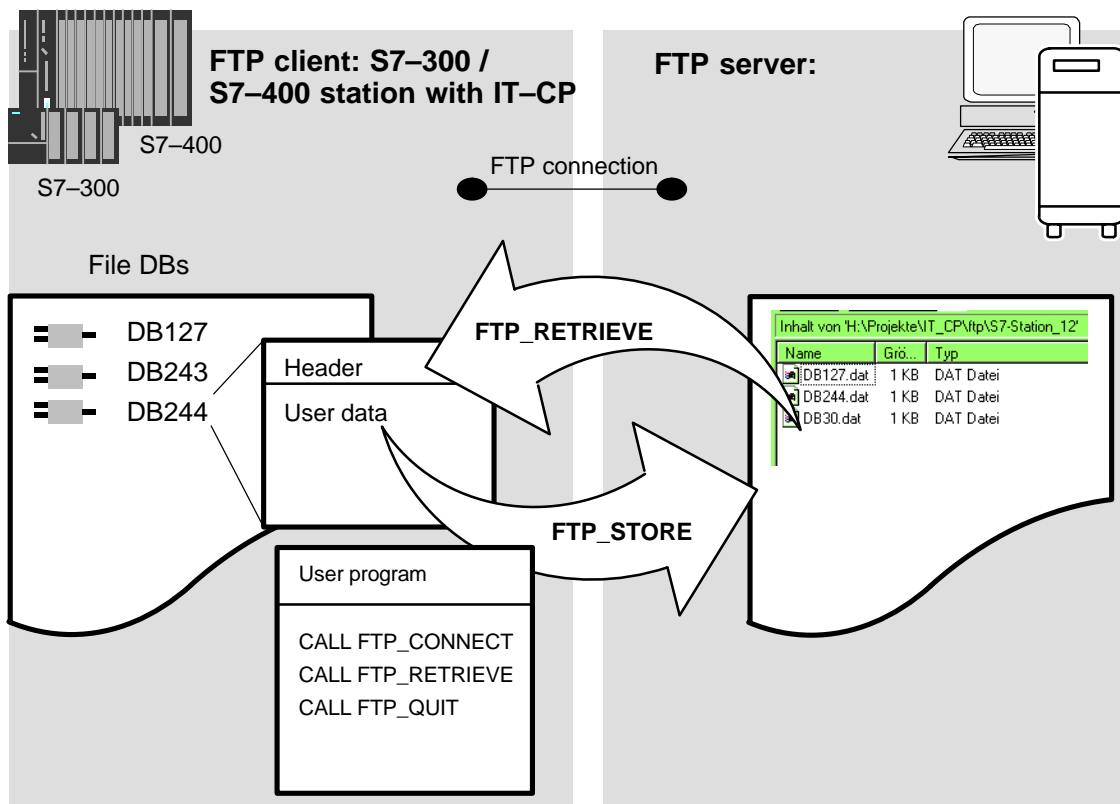 FTP client: S7–300 /
S7–400 station with IT–CP
FTP server:
S7–400
S7–300
FTP connection
File DBs
DB127
DB243
DB244
Header
User data
FTP_RETRIEVE
FTP_STORE
Inhalt von 'H:\Projekte\IT_CP\ftp\S7-Station_12'
Name Grö... Typ
DB127.dat 1 KB DAT Datei
DB244.dat 1 KB DAT Datei
DB30.dat 1 KB DAT Datei
User program
CALL FTP_CONNECT
CALL FTP_RETRIEVE
CALL FTP_QUIT